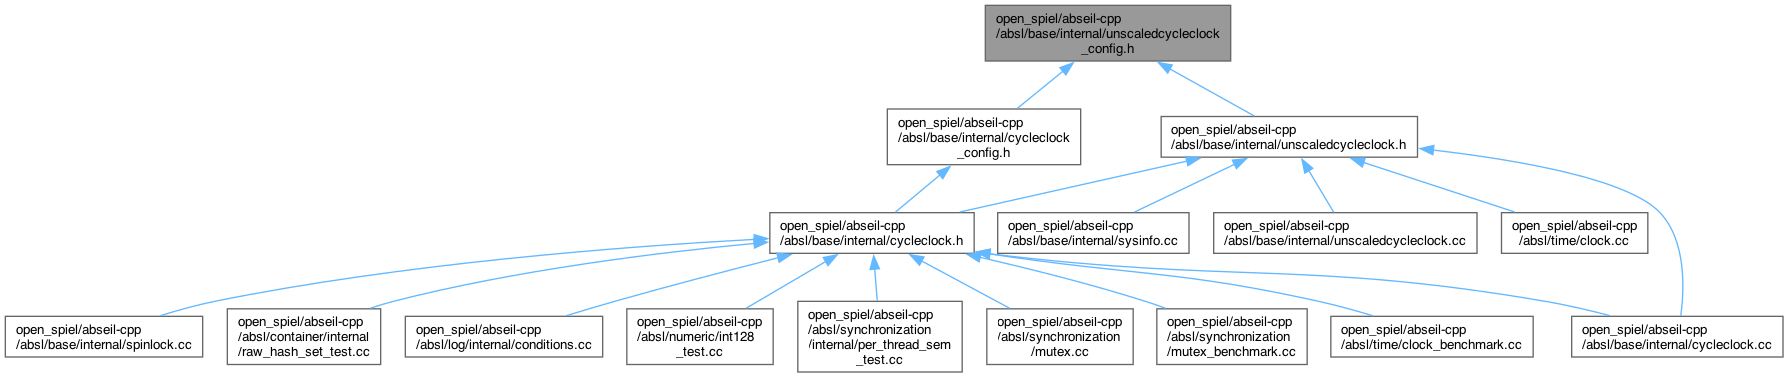 open_spiel/abseil-cpp
/absl/base/internal/unscaledcycleclock
_config.h
open_spiel/abseil-cpp
/absl/base/internal/cycleclock
_config.h
open_spiel/abseil-cpp
/absl/base/internal/unscaledcycleclock.h
open_spiel/abseil-cpp
/absl/base/internal/cycleclock.h
open_spiel/abseil-cpp
/absl/base/internal/sysinfo.cc
open_spiel/abseil-cpp
/absl/base/internal/unscaledcycleclock.cc
open_spiel/abseil-cpp
/absl/time/clock.cc
open_spiel/abseil-cpp
/absl/base/internal/spinlock.cc
open_spiel/abseil-cpp
/absl/container/internal
/raw_hash_set_test.cc
open_spiel/abseil-cpp
/absl/log/internal/conditions.cc
open_spiel/abseil-cpp
/absl/numeric/int128
_test.cc
open_spiel/abseil-cpp
/absl/synchronization
/internal/per_thread_sem
_test.cc
open_spiel/abseil-cpp
/absl/synchronization
/mutex.cc
open_spiel/abseil-cpp
/absl/synchronization
/mutex_benchmark.cc
open_spiel/abseil-cpp
/absl/time/clock_benchmark.cc
open_spiel/abseil-cpp
/absl/base/internal/cycleclock.cc